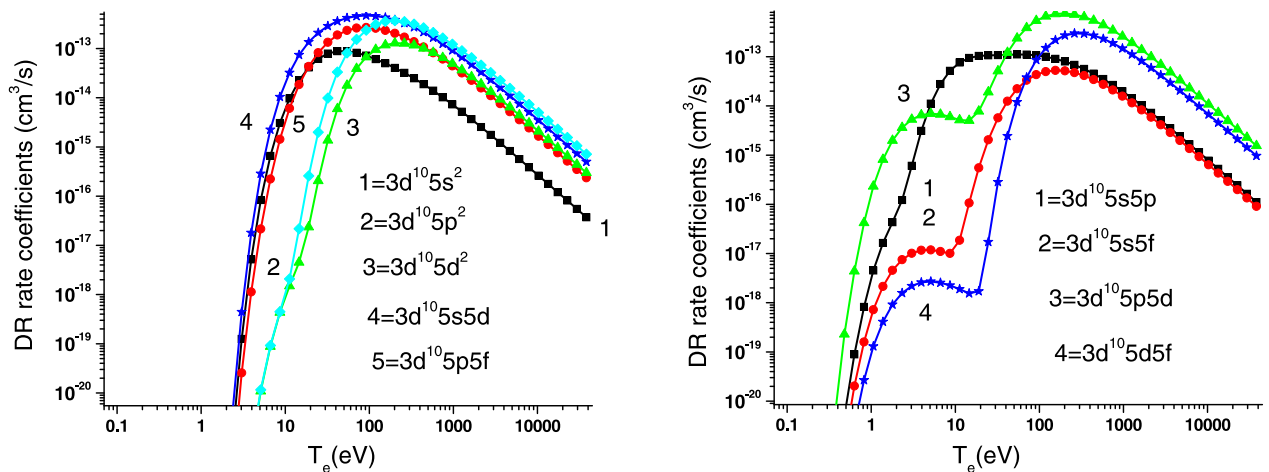 DR rate coefficients (cm³/s)
10⁻¹³
10⁻¹⁴
10⁻¹⁵
10⁻¹⁶
10⁻¹⁷
10⁻¹⁸
10⁻¹⁹
10⁻²⁰
0.1 1 10 100 1000 10000
Tₑ(eV)
4
5
3
2
1
1=3d¹⁰5s²
2=3d¹⁰5p²
3=3d¹⁰5d²
4=3d¹⁰5s5d
5=3d¹⁰5p5f
DR rate coefficients (cm³/s)
10⁻¹³
10⁻¹⁴
10⁻¹⁵
10⁻¹⁶
10⁻¹⁷
10⁻¹⁸
10⁻¹⁹
10⁻²⁰
0.1 1 10 100 1000 10000
Tₑ(eV)
3
1
2
4
1=3d¹⁰5s5p
2=3d¹⁰5s5f
3=3d¹⁰5p5d
4=3d¹⁰5d5f